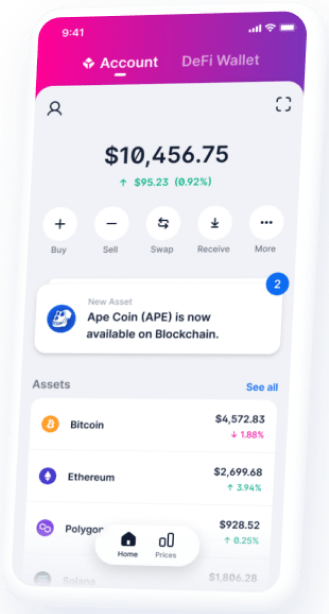 9:41
Account DeFi Wallet
$10,456.75
↑ $95.23 (0.92%)
Buy Sell Swap Receive More
2
New Asset
Ape Coin (APE) is now
available on Blockchain.
Assets See all
Bitcoin $4,572.83
↓ 1.88%
Ethereum $2,699.68
↑ 3.94%
Polygon $928.52
↑ 0.25%
Home Prices
Solana $1,806.28